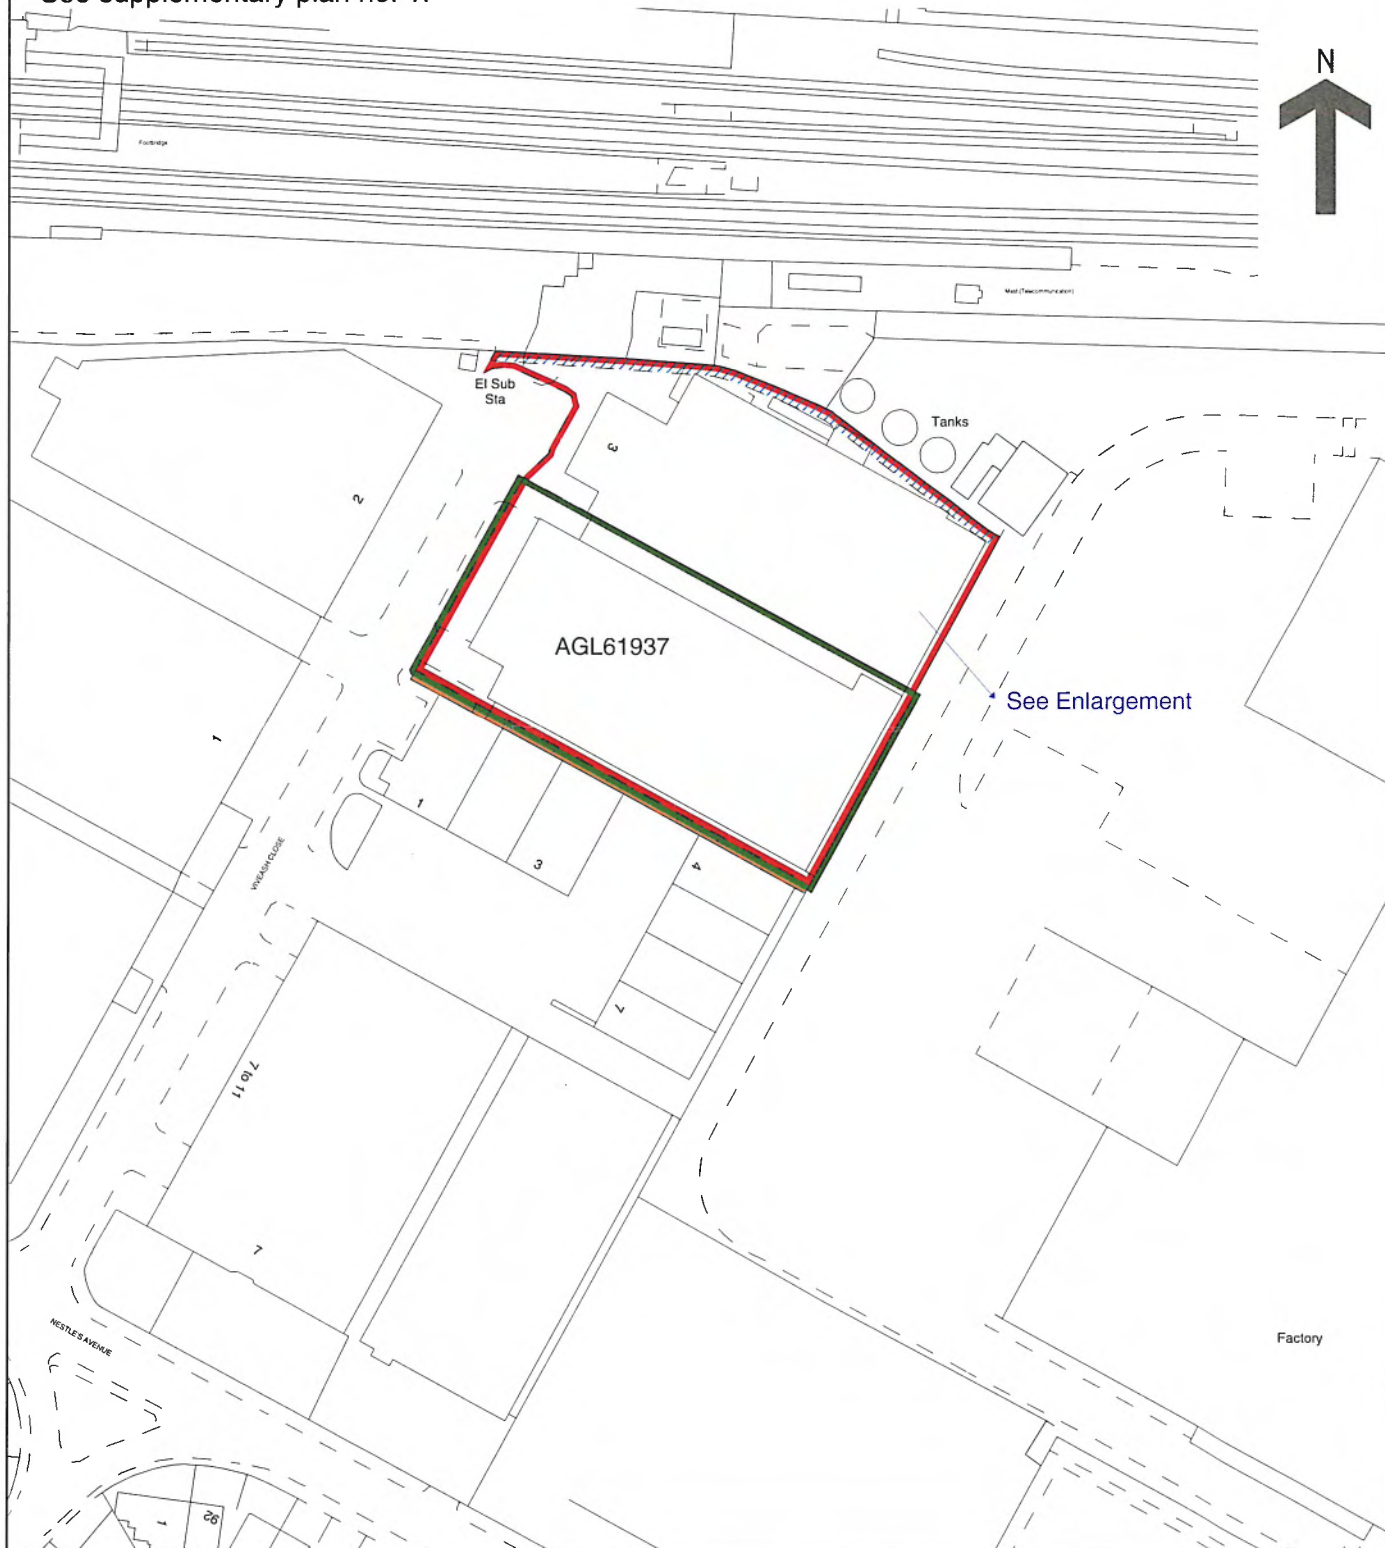 See supplementary plan no.
N
Footbridge
Mast (Telecommunication)
El Sub
Sta
Tanks
3
2
AGL61937
See Enlargement
1
1
3
4
VIVEASH CLOSE
7
7 to 11
7
NESTLE'S AVENUE
Factory
1
92